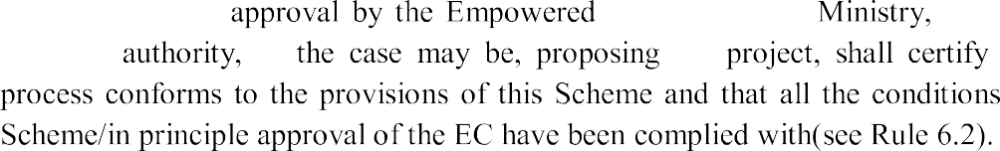 approval by the Empowered Ministry,
authority, the case may be, proposing project, shall certify
process conforms to the provisions of this Scheme and that all the conditions
Scheme/in principle approval of the EC have been complied with(see Rule 6.2).